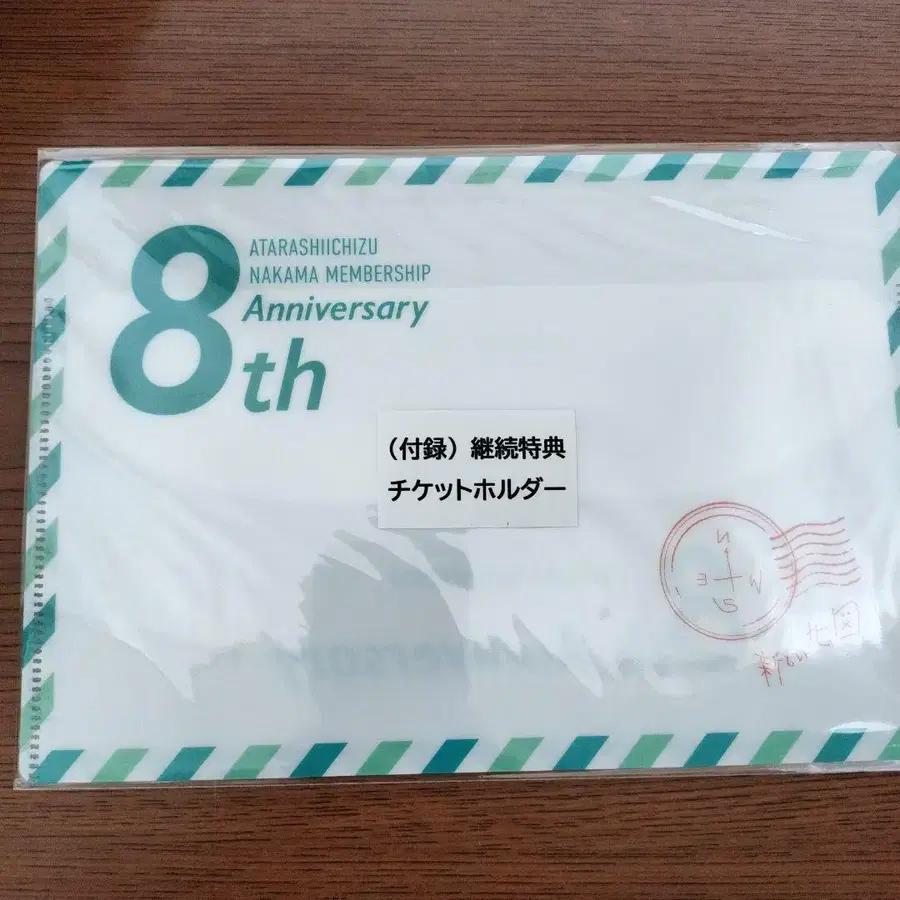 8th
ATARASHIICHIZU
NAKAMA MEMBERSHIP
Anniversary
(付録) 継続特典
チケットホルダー
N
E W
S
新しい地図